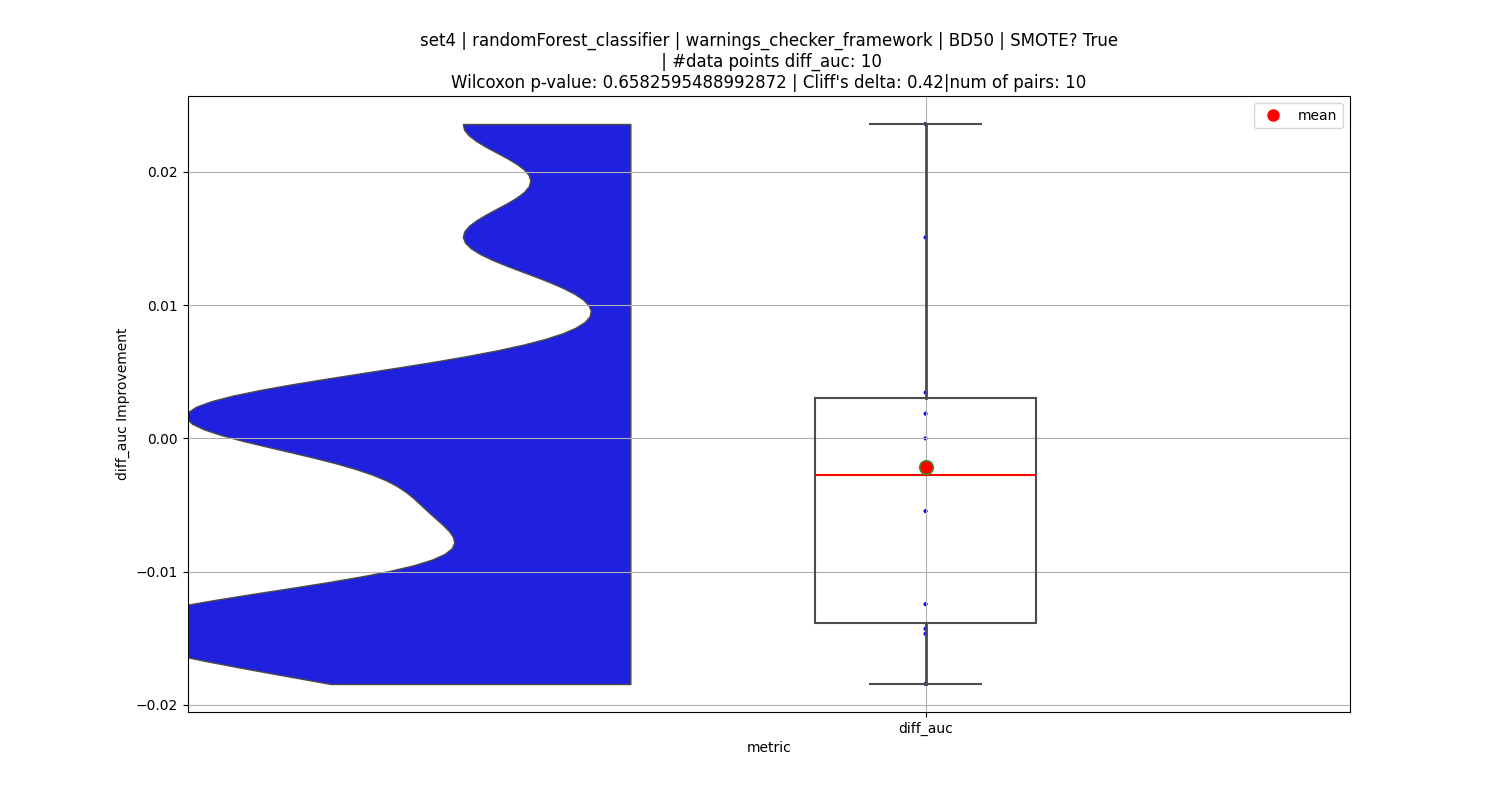 set4 | randomForest_classifier | warnings_checker_framework | BD50 | SMOTE? True
| #data points diff_auc: 10
Wilcoxon p-value: 0.6582595488992872 | Cliff's delta: 0.42|num of pairs: 10
mean
0.02
0.01
0.00
−0.01
−0.02
diff_auc Improvement
diff_auc
metric